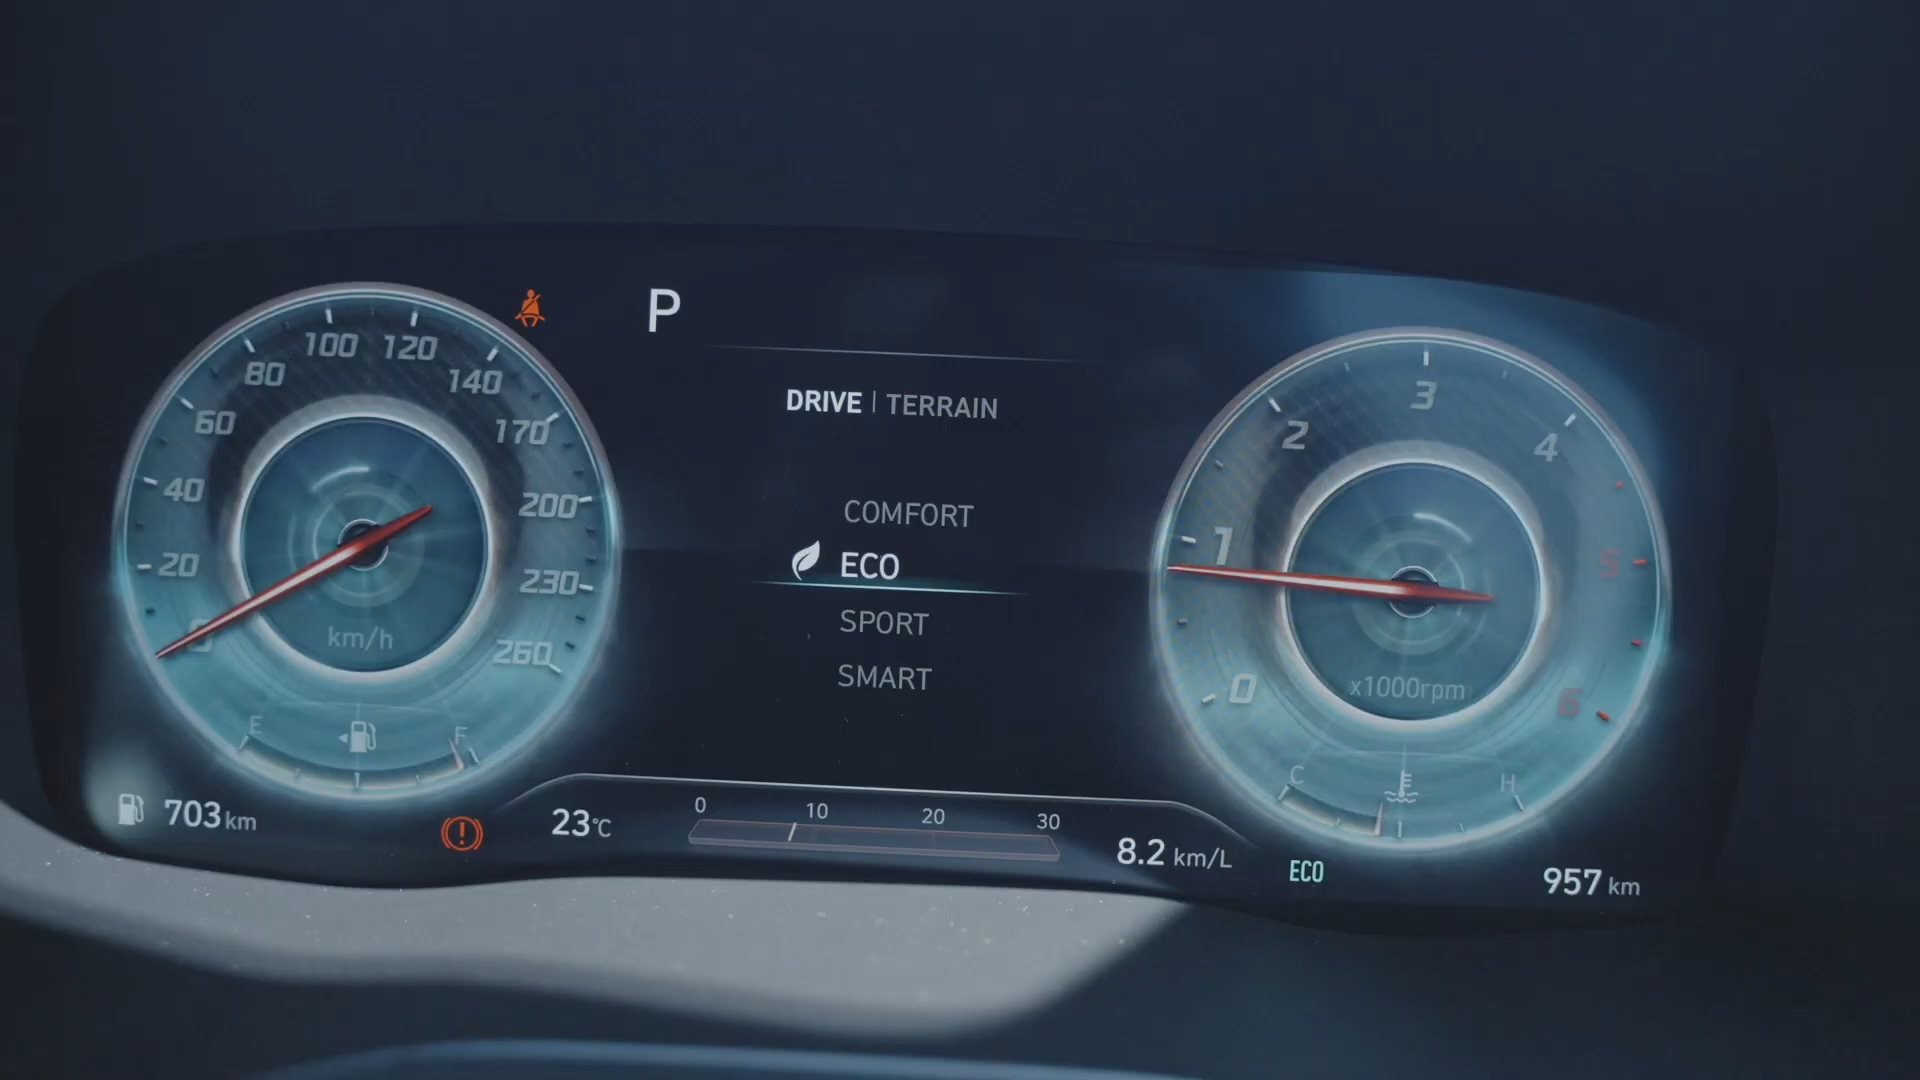 P
DRIVE | TERRAIN
COMFORT
ECO
SPORT
SMART
0
20
40
60
80
100
120
140
170
200
230
260
km/h
E
F
703 km
23°C
0 10 20 30
8.2 km/L
ECO
957 km
0
1
2
3
4
5
6
x1000rpm
C
H